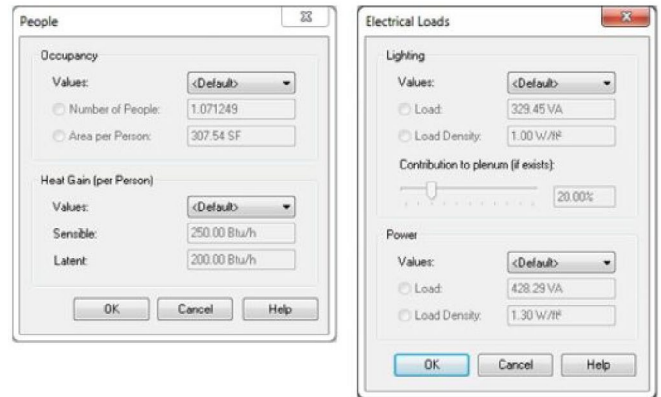 People
Occupancy
Values: <Default>
Number of People: 1.071249
Area per Person: 307.54 SF
Heat Gain (per Person)
Values: <Default>
Sensible: 250.00 Btu/h
Latent: 200.00 Btu/h
OK Cancel Help
Electrical Loads
Lighting
Values: <Default>
Load: 329.45 VA
Load Density: 1.00 W/ft²
Contribution to plenum (if exists):
20.00%
Power
Values: <Default>
Load: 428.29 VA
Load Density: 1.30 W/ft²
OK Cancel Help